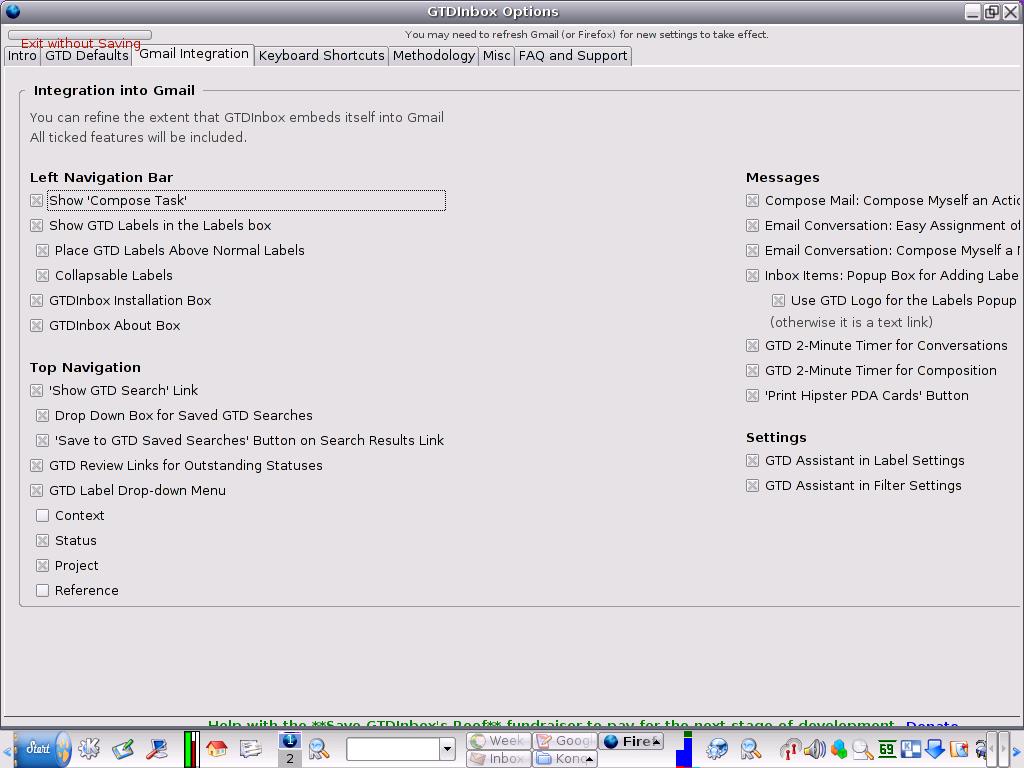 GTDInbox Options
You may need to refresh Gmail (or Firefox) for new settings to take effect.
Exit without Saving
Intro GTD Defaults Gmail Integration Keyboard Shortcuts Methodology Misc FAQ and Support
Integration into Gmail
You can refine the extent that GTDInbox embeds itself into Gmail
All ticked features will be included.
Left Navigation Bar
Show 'Compose Task'
Show GTD Labels in the Labels box
Place GTD Labels Above Normal Labels
Collapsable Labels
GTDInbox Installation Box
GTDInbox About Box
Top Navigation
'Show GTD Search' Link
Drop Down Box for Saved GTD Searches
'Save to GTD Saved Searches' Button on Search Results Link
GTD Review Links for Outstanding Statuses
GTD Label Drop-down Menu
Context
Status
Project
Reference
Messages
Compose Mail: Compose Myself an Actic
Email Conversation: Easy Assignment of
Email Conversation: Compose Myself a
Inbox Items: Popup Box for Adding Labe
Use GTD Logo for the Labels Popup
(otherwise it is a text link)
GTD 2-Minute Timer for Conversations
GTD 2-Minute Timer for Composition
'Print Hipster PDA Cards' Button
Settings
GTD Assistant in Label Settings
GTD Assistant in Filter Settings
Help with the **Save GTDInbox's Roof** fundraiser to pay for the next stage of development. Donate
Start
1
2
Week
Goog
Fire
Inbox
Kong
69